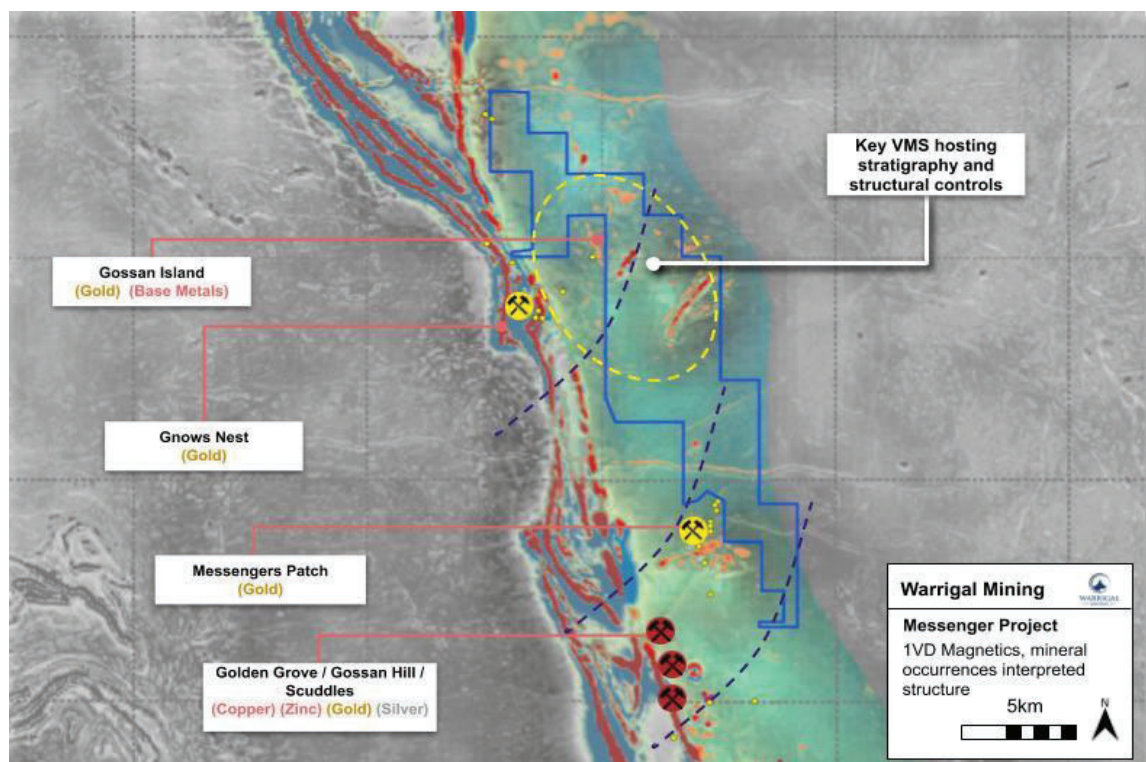 Key VMS hosting
stratigraphy and
structural controls
Gossan Island
(Gold) (Base Metals)
Gnows Nest
(Gold)
Messengers Patch
(Gold)
Golden Grove / Gossan Hill /
Scuddles
(Copper) (Zinc) (Gold) (Silver)
Warrigal Mining
WARRIGAL
Messenger Project
1VD Magnetics, mineral
occurrences interpreted
structure
5km
N